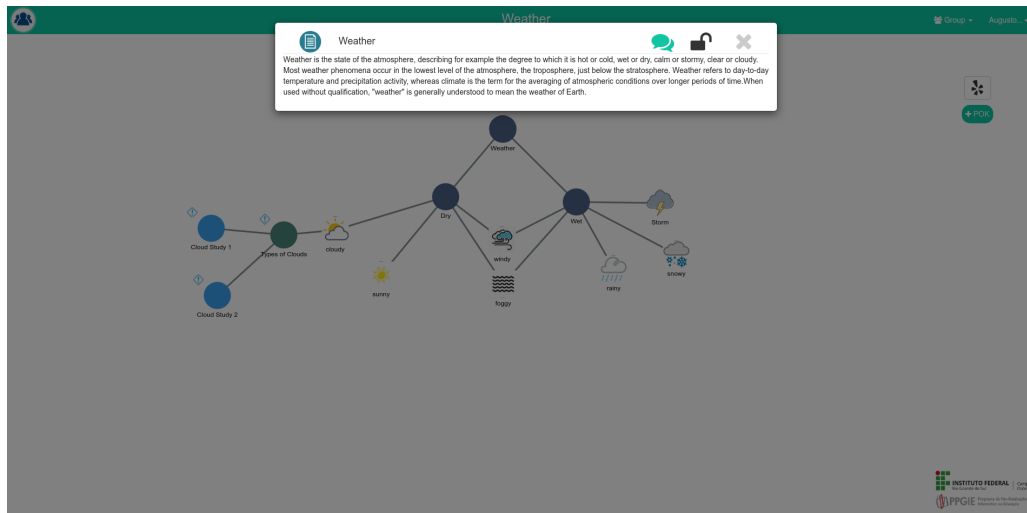 Weather
Group
Augusto...
Weather
Weather is the state of the atmosphere, describing for example the degree to which it is hot or cold, wet or dry, calm or stormy, clear or cloudy.
Most weather phenomena occur in the lowest level of the atmosphere, the troposphere, just below the stratosphere. Weather refers to day-to-day
temperature and precipitation activity, whereas climate is the term for the averaging of atmospheric conditions over longer periods of time.When
used without qualification, "weather" is generally understood to mean the weather of Earth.
+ POK
Weather
Dry
Wet
Storm
Cloud Study 1
Types of Clouds
cloudy
windy
snowy
sunny
rainy
foggy
Cloud Study 2
INSTITUTO FEDERAL
Rio Grande do Sul
PPGIE